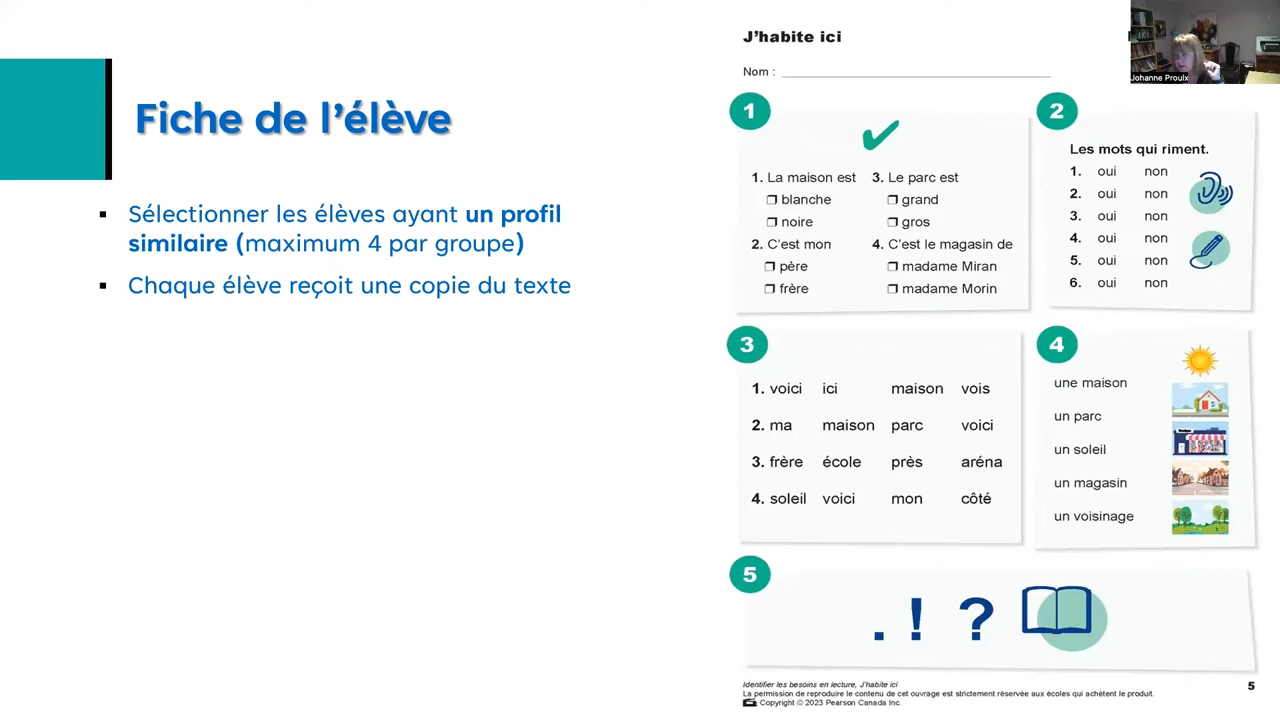 Fiche de l'élève
▪ Sélectionner les élèves ayant un profil
similaire (maximum 4 par groupe)
▪ Chaque élève reçoit une copie du texte
J'habite ici
Nom : ____________________
Johanne Proulx
1
1. La maison est
❒ blanche
❒ noire
2. C'est mon
❒ père
❒ frère
3. Le parc est
❒ grand
❒ gros
4. C'est le magasin de
❒ madame Miran
❒ madame Morin
2
Les mots qui riment.
1. oui non
2. oui non
3. oui non
4. oui non
5. oui non
6. oui non
3
1. voici ici maison vois
2. ma maison parc voici
3. frère école près aréna
4. soleil voici mon côté
4
une maison
un parc
un soleil
un magasin
un voisinage
5
. ! ?
Identifier les besoins en lecture, J'habite ici
La permission de reproduire le contenu de cet ouvrage est strictement réservée aux écoles qui achètent le produit.
Copyright © 2023 Pearson Canada Inc.
5